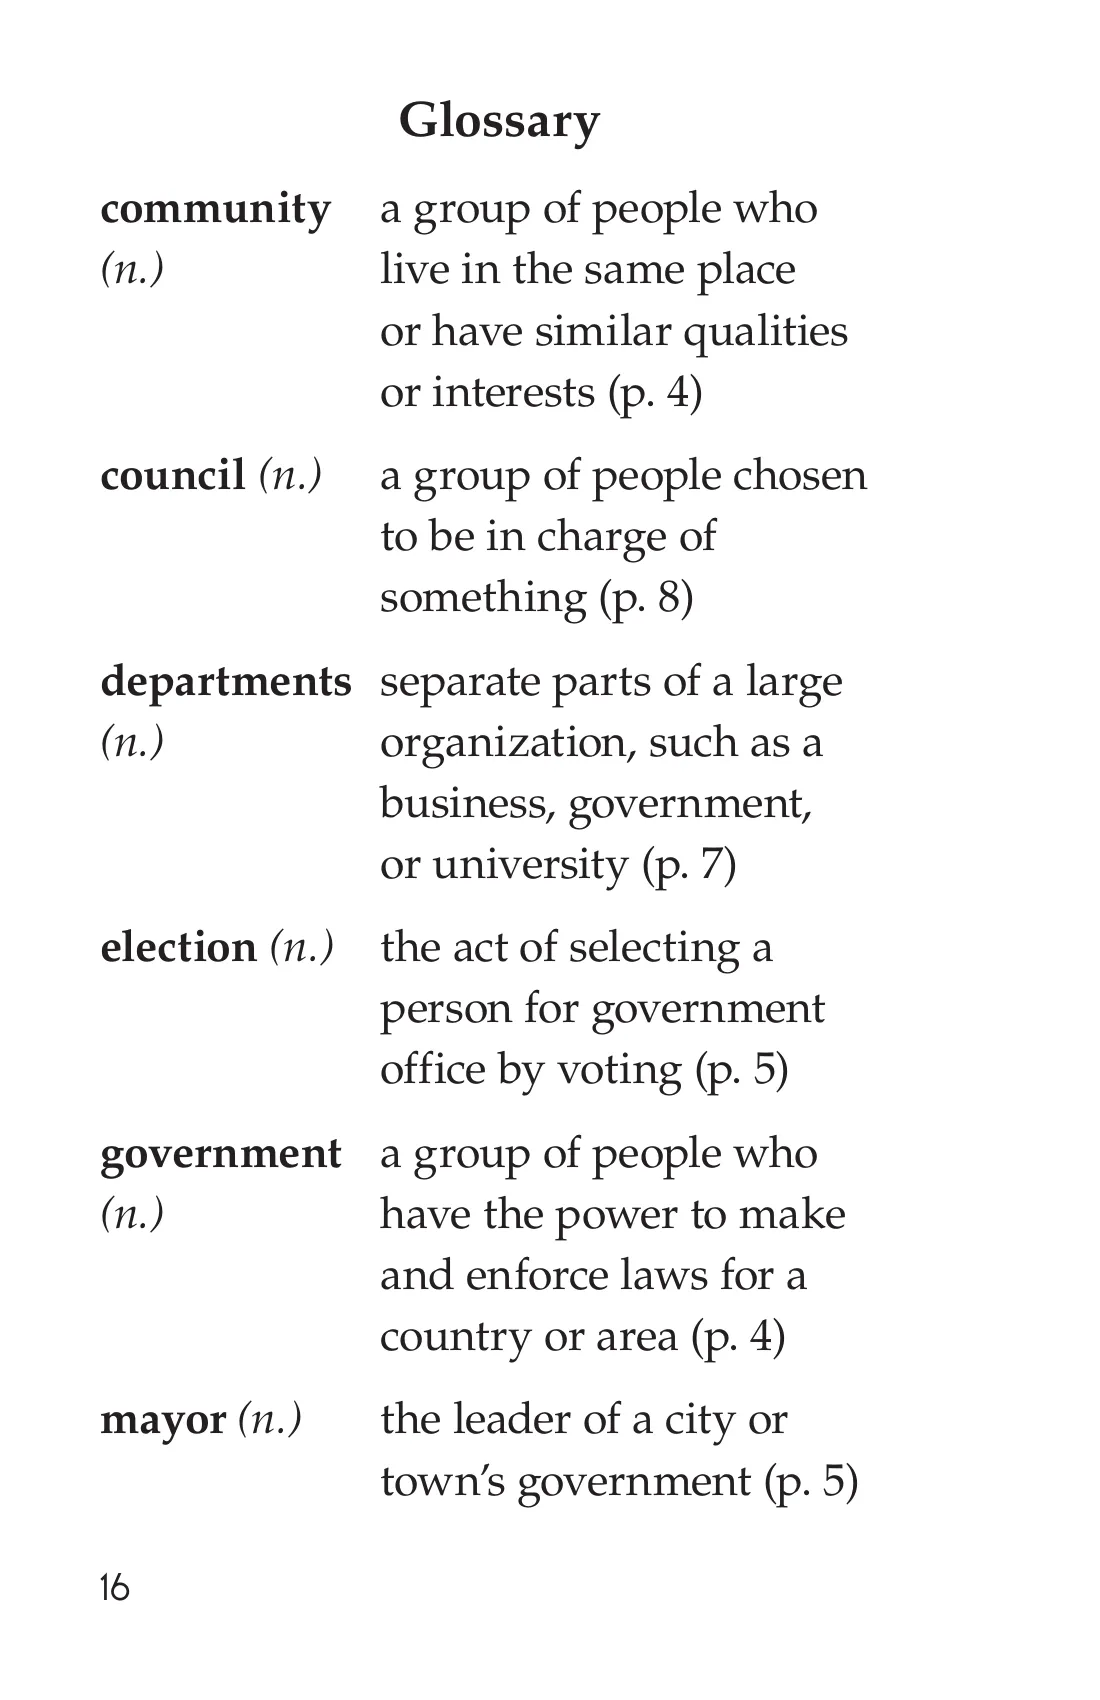 Glossary
community a group of people who
(n.) live in the same place
or have similar qualities
or interests (p. 4)
council (n.) a group of people chosen
to be in charge of
something (p. 8)
departments separate parts of a large
(n.) organization, such as a
business, government,
or university (p. 7)
election (n.) the act of selecting a
person for government
office by voting (p. 5)
government a group of people who
(n.) have the power to make
and enforce laws for a
country or area (p. 4)
mayor (n.) the leader of a city or
town’s government (p. 5)
16